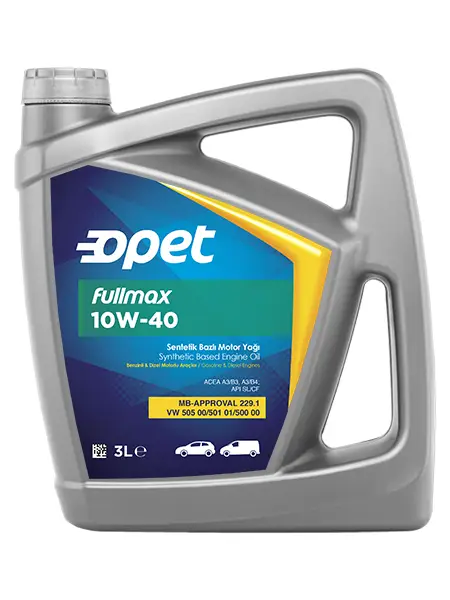 opet
fullmax
10W-40
Sentetik Bazlı Motor Yağı
Synthetic Based Engine Oil
Benzinli & Dizel Motorlu Araçlar / Gasoline & Diesel Engines
ACEA A3/B3, A3/B4,
API SL/CF
MB-APPROVAL 229.1
VW 505 00/501 01/500 00
3L e